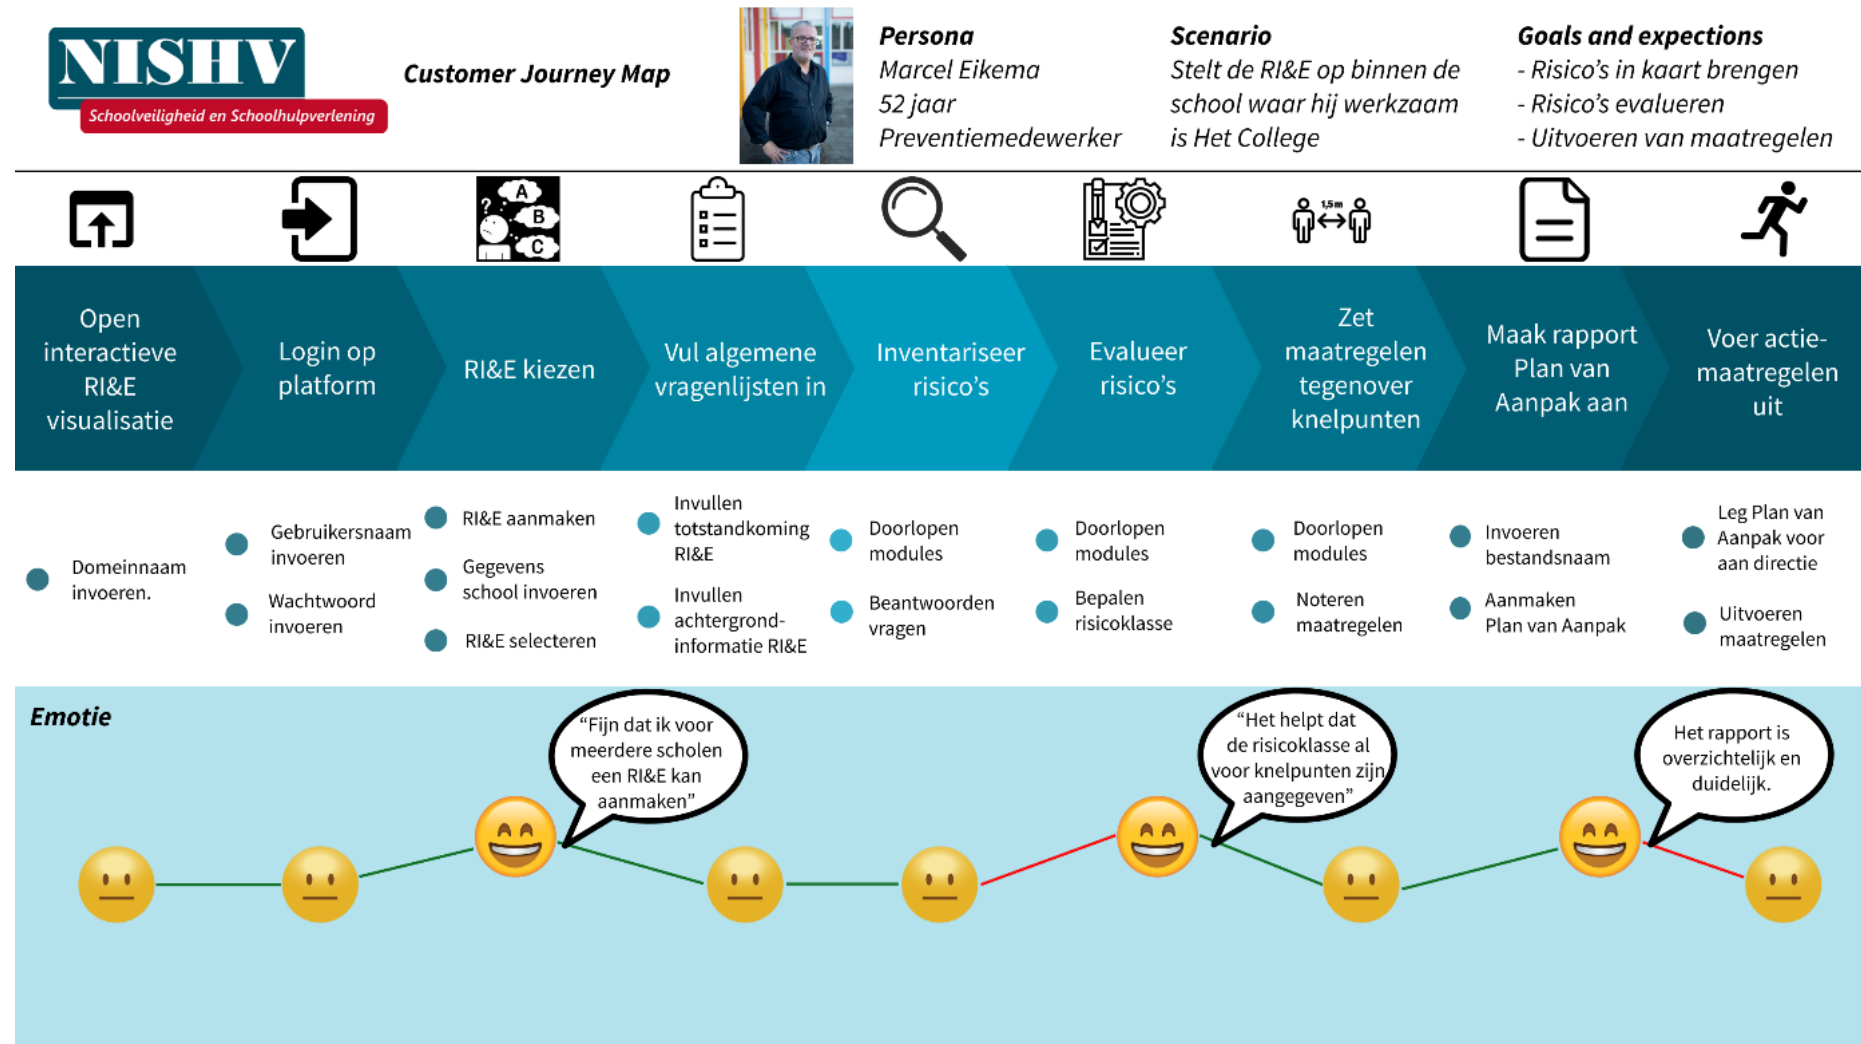 NISHV
Schoolveiligheid en Schoolhulpverlening
Customer Journey Map
Persona
Marcel Eikema
52 jaar
Preventiemedewerker
Scenario
Stelt de RI&E op binnen de
school waar hij werkzaam
is Het College
Goals and expections
- Risico's in kaart brengen
- Risico's evalueren
- Uitvoeren van maatregelen
?
A
B
C
1,5 m
Open
interactieve
RI&E
visualisatie
Login op
platform
RI&E kiezen
Vul algemene
vragenlijsten in
Inventariseer
risico's
Evalueer
risico's
Zet
maatregelen
tegenover
knelpunten
Maak rapport
Plan van
Aanpak aan
Voer actie-
maatregelen
uit
Domeinnaam
invoeren.
Gebruikersnaam
invoeren
Wachtwoord
invoeren
RI&E aanmaken
Gegevens
school invoeren
RI&E selecteren
Invullen
totstandkoming
RI&E
Invullen
achtergrond-
informatie RI&E
Doorlopen
modules
Beantwoorden
vragen
Doorlopen
modules
Bepalen
risicoklasse
Doorlopen
modules
Noteren
maatregelen
Invoeren
bestandsnaam
Aanmaken
Plan van Aanpak
Leg Plan van
Aanpak voor
aan directie
Uitvoeren
maatregelen
Emotie
“Fijn dat ik voor
meerdere scholen
een RI&E kan
aanmaken”
“Het helpt dat
de risicoklasse al
voor knelpunten zijn
aangegeven”
Het rapport is
overzichtelijk en
duidelijk.